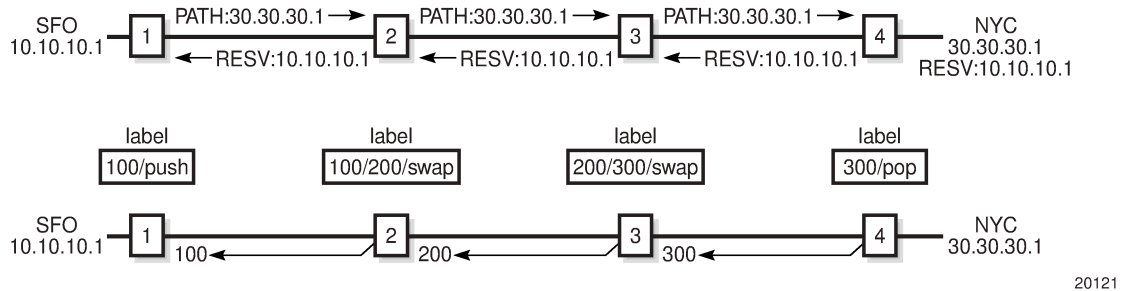 PATH:30.30.30.1 PATH:30.30.30.1 PATH:30.30.30.1
SFO
10.10.10.1
1
2
3
4
NYC
30.30.30.1
RESV:10.10.10.1
RESV:10.10.10.1 RESV:10.10.10.1 RESV:10.10.10.1
label label label label
100/push 100/200/swap 200/300/swap 300/pop
SFO
10.10.10.1
1
2
3
4
NYC
30.30.30.1
100 200 300
20121